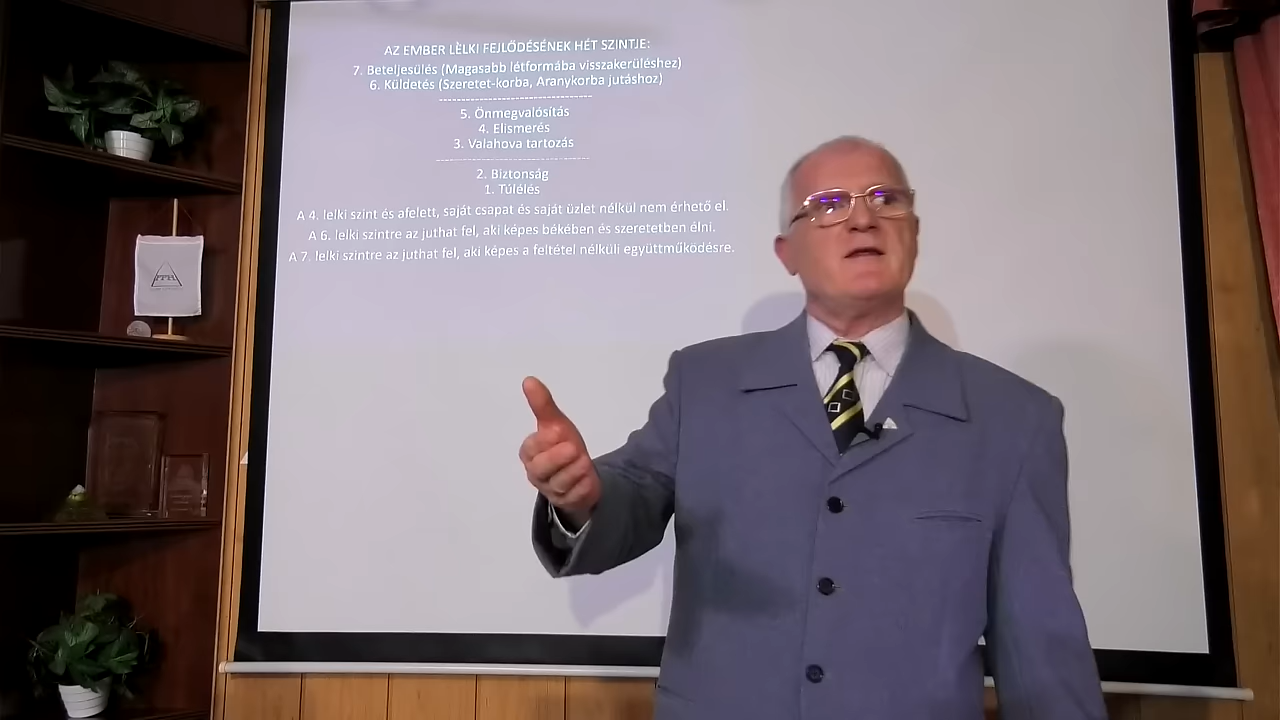 AZ EMBER LÈLKI FEJLŐDÉSÉNEK HÉT SZINTJE:
7. Beteljesülés (Magasabb létformába visszakerüléshez)
6. Küldetés (Szeretet-korba, Aranykorba jutáshoz)
5. Önmegvalósítás
4. Elismerés
3. Valahova tartozás
2. Biztonság
1. Túlélés
A 4. lelki szint és afelett, saját csapat és saját üzlet nélkül nem érhető el.
A 6. lelki szintre az juthat fel, aki képes békében és szeretetben élni.
A 7. lelki szintre az juthat fel, aki képes a feltétel nélküli együttműködésre.